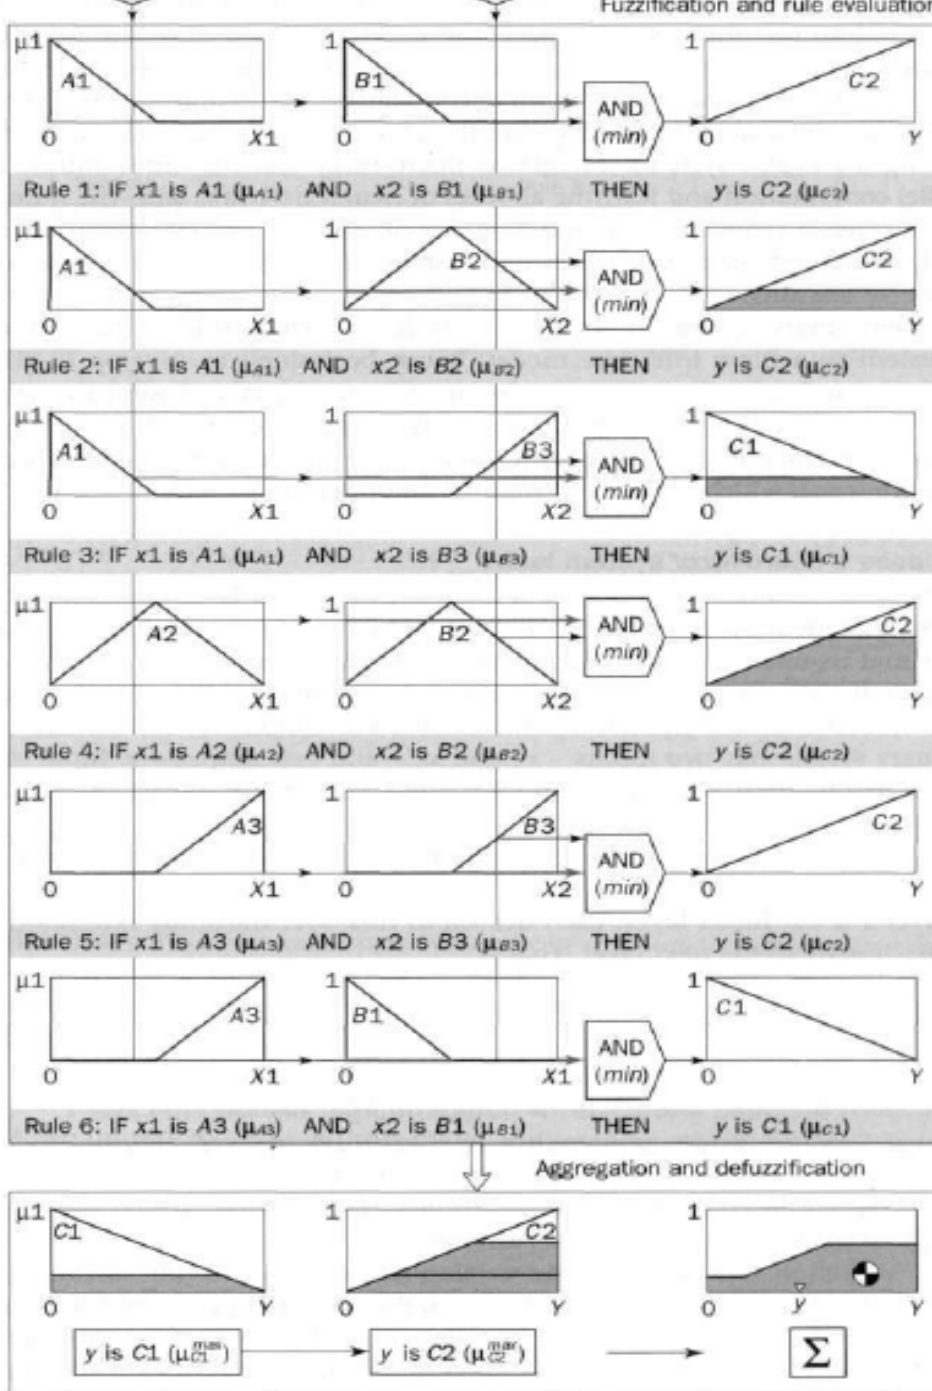 Fuzzification and rule evaluation
μ1 A1 0 X1 1 B1 AND (min) 1 C2 0 Y
Rule 1: IF x1 is A1 (μA1) AND x2 is B1 (μB1) THEN y is C2 (μC2)
μ1 A1 0 X1 1 B2 0 X2 AND (min) 1 C2 0 Y
Rule 2: IF x1 is A1 (μA1) AND x2 is B2 (μB2) THEN y is C2 (μC2)
μ1 A1 0 X1 B3 0 X2 AND (min) 1 C1 0 Y
Rule 3: IF x1 is A1 (μA1) AND x2 is B3 (μB3) THEN y is C1 (μC1)
μ1 A2 0 X1 1 B2 0 X2 AND (min) 1 C2 0 Y
Rule 4: IF x1 is A2 (μA2) AND x2 is B2 (μB2) THEN y is C2 (μC2)
μ1 A3 0 X1 1 B3 0 X2 AND (min) 1 C2 0 Y
Rule 5: IF x1 is A3 (μA3) AND x2 is B3 (μB3) THEN y is C2 (μC2)
μ1 A3 0 X1 1 B1 0 X1 AND (min) 1 C1 0 Y
Rule 6: IF x1 is A3 (μA3) AND x2 is B1 (μB1) THEN y is C1 (μC1)
Aggregation and defuzzification
μ1 C1 0 Y 1 C2 0 Y 1 0 y Y
y is C1 (μC1max) y is C2 (μC2max) Σ